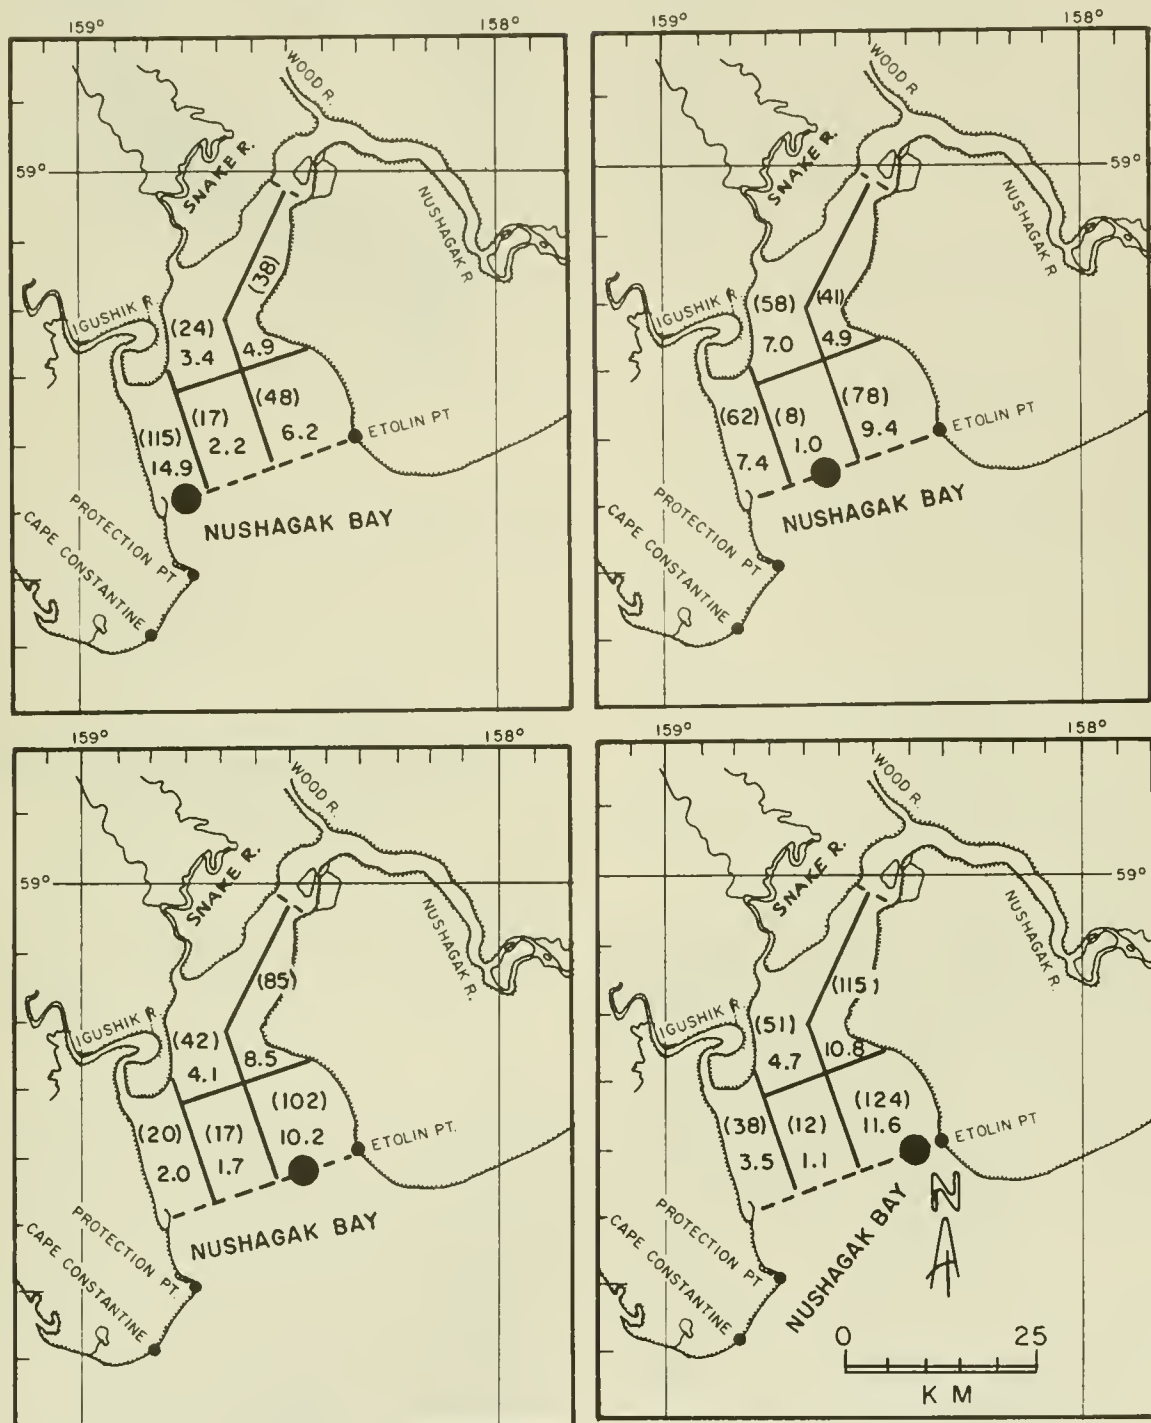 159° 158°
WOOD R.
SNAKE R.
59°
NUSHAGAK R
(38)
IGUSHIK R.
(24)
3.4 4.9
(48)
(17)
(115) 2.2 6.2
ETOLIN PT
14.9
NUSHAGAK BAY
PROTECTION PT
CAPE CONSTANTINE
159° 158°
WOOD R
SNAKE R.
59°
NUSHAGAK R
IGUSHIK R.
(58) (41)
7.0 4.9
(62) (8) (78)
7.4 1.0 9.4
ETOLIN PT
NUSHAGAK BAY
PROTECTION PT
CAPE CONSTANTINE
159° 158°
WOOD R.
SNAKE R.
59°
NUSHAGAK R.
(85)
IGUSHIK R.
(42)
4.1 8.5
(102)
(20) (17)
2.0 1.7 10.2
ETOLIN PT.
NUSHAGAK BAY
PROTECTION PT.
CAPE CONSTANTINE
159° 158°
WOOD R.
SNAKE R.
59°
NUSHAGAK R.
(115)
IGUSHIK R.
(51)
4.7 10.8
(124)
(38) (12) 11.6
3.5 1.1
ETOLIN PT
NUSHAGAK BAY
N
PROTECTION PT
CAPE CONSTANTINE
0 25
KM